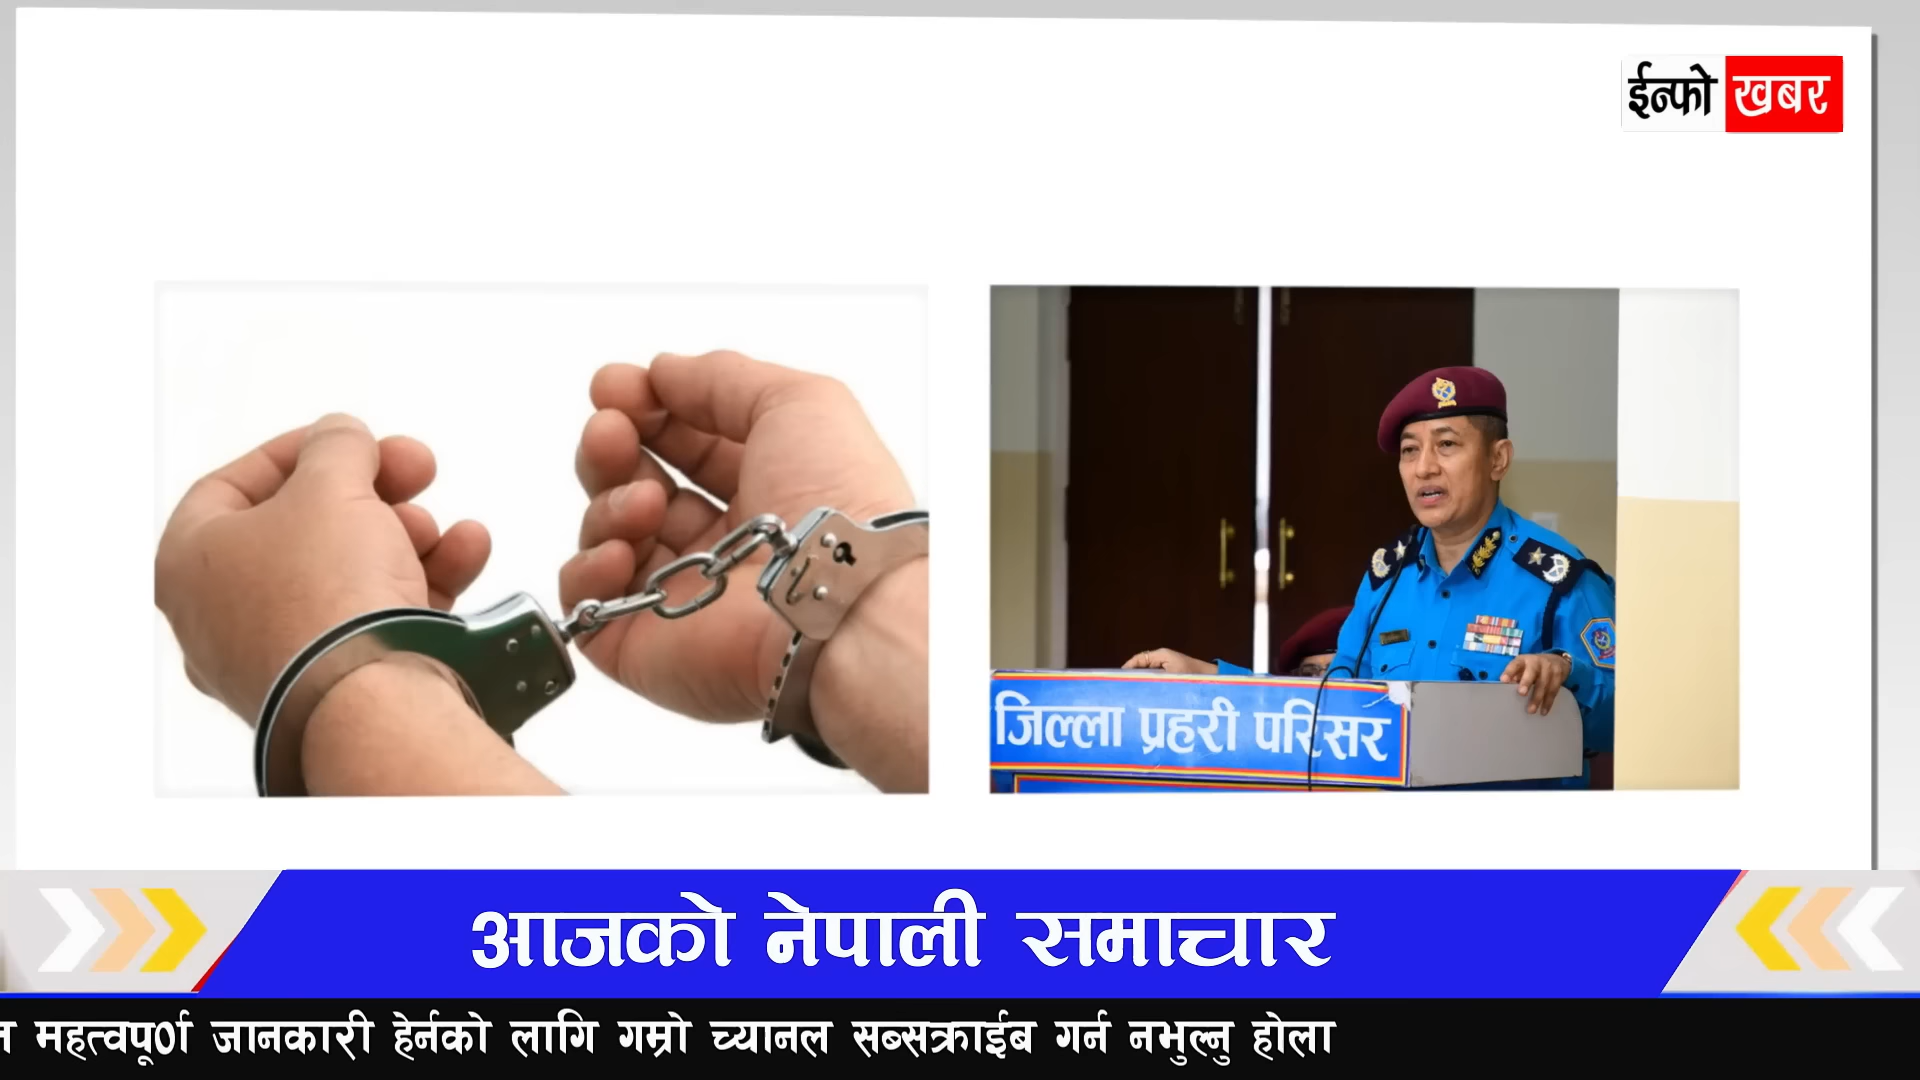 ईन्फो खबर
जिल्ला प्रहरी परिसर
आजको नेपाली समाचार
महत्वपूर्ण जानकारी हेर्नको लागि गम्रो च्यानल सब्सक्राईब गर्न नभुल्नु होला